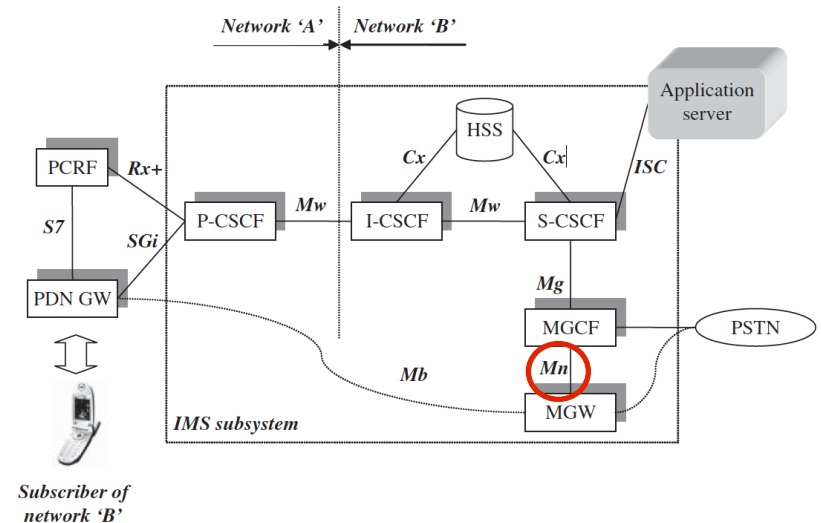 Network ‘A’
Network ‘B’
Application
server
HSS
PCRF
Rx+
Cx
Cx
ISC
P-CSCF
Mw
I-CSCF
Mw
S-CSCF
S7
SGi
Mg
PDN GW
MGCF
PSTN
Mb
Mn
MGW
IMS subsystem
Subscriber of
network ‘B’